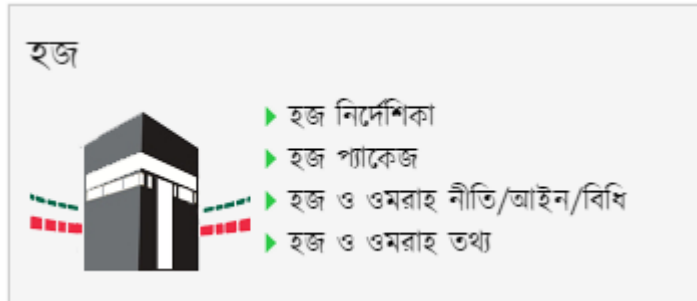 হজ
হজ নির্দেশিকা
হজ প্যাকেজ
হজ ও ওমরাহ নীতি/আইন/বিধি
হজ ও ওমরাহ তথ্য